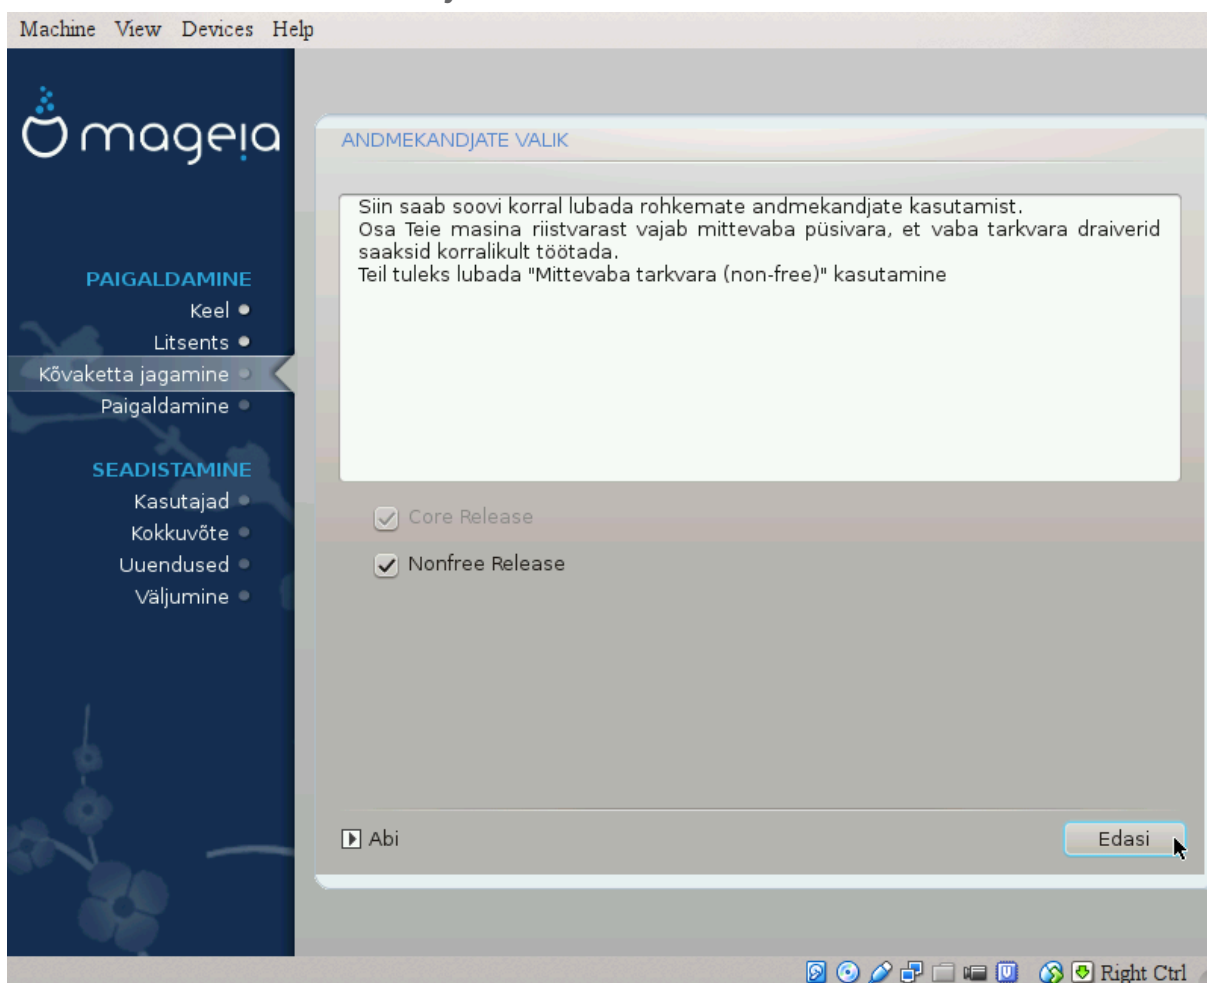 Machine View Devices Help
mageia
ANDMEKANDJATE VALIK
Siin saab soovi korral lubada rohkemate andmekandjate kasutamist.
Osa Teie masina riistvarast vajab mittevaba püsivara, et vaba tarkvara draiverid
saaksid korralikult töötada.
Teil tuleks lubada "Mittevaba tarkvara (non-free)" kasutamine
PAIGALDAMINE
Keel
Litsents
Kõvaketta jagamine
Paigaldamine
SEADISTAMINE
Kasutajad
Kokkuvõte
Uuendused
Väljumine
Core Release
Nonfree Release
Abi
Edasi
Right Ctrl